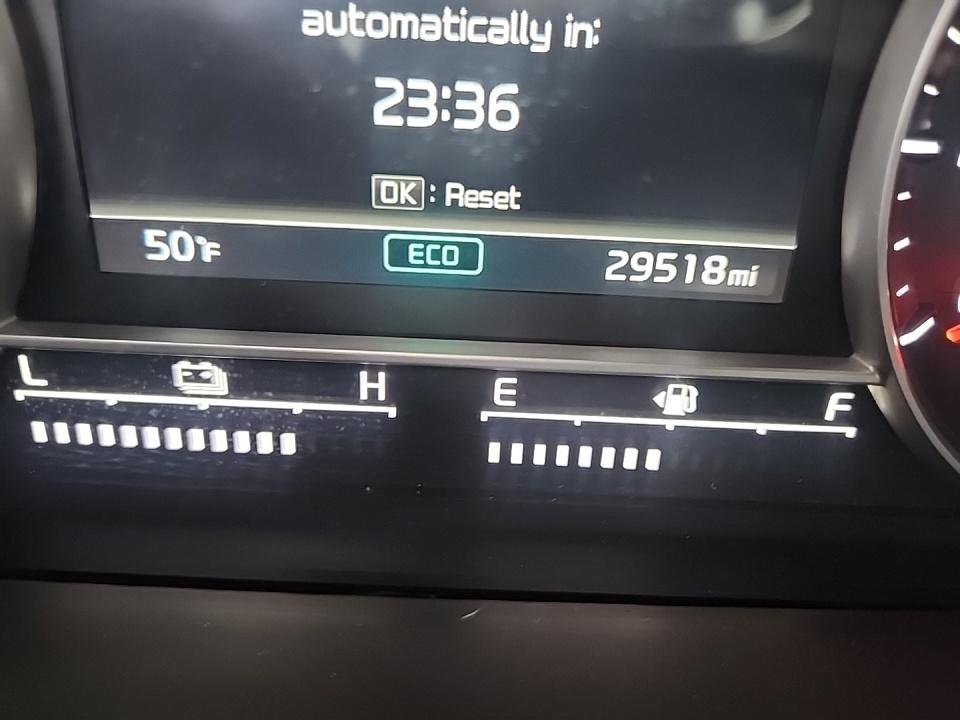 automatically in:
23:36
OK : Reset
50°F ECO 29518mi
L H E F